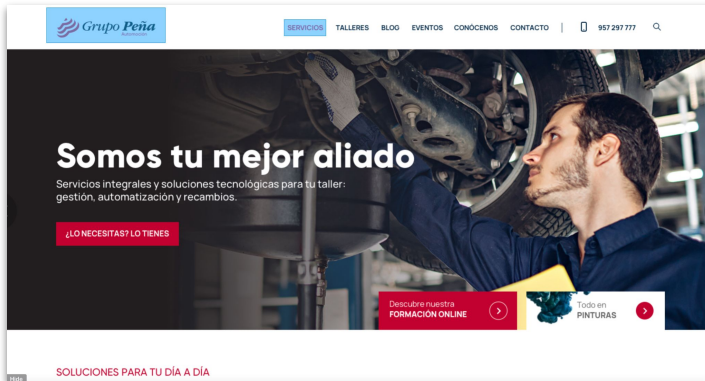 Grupo Peña
Automoción
SERVICIOS TALLERES BLOG EVENTOS CONÓCENOS CONTACTO 957 297 777
Somos tu mejor aliado
Servicios integrales y soluciones tecnológicas para tu taller:
gestión, automatización y recambios.
¿LO NECESITAS? LO TIENES
Descubre nuestra
FORMACIÓN ONLINE
Todo en
PINTURAS
SOLUCIONES PARA TU DÍA A DÍA
Hide